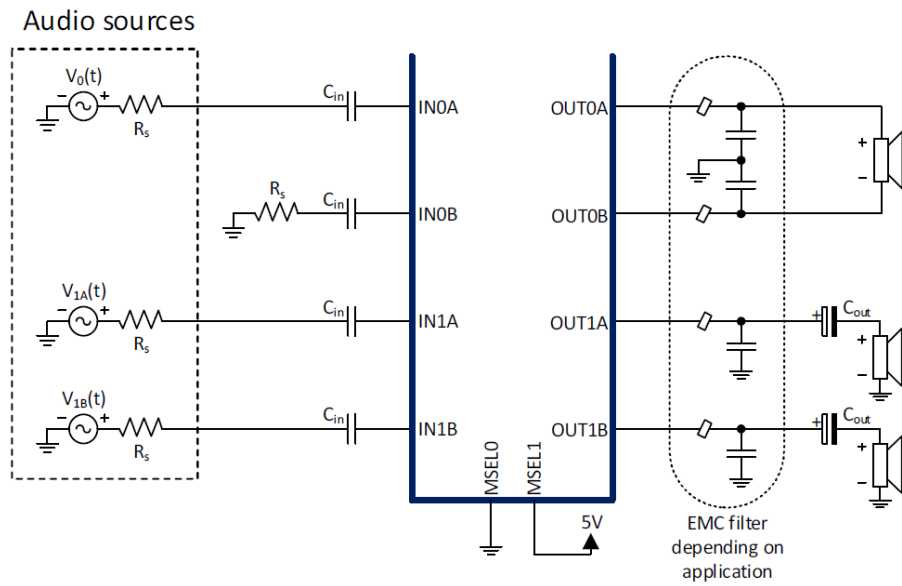 Audio sources
V0(t)
Rs
Cin
IN0A
OUT0A
+
−
Rs
Cin
IN0B
OUT0B
V1A(t)
Rs
Cin
IN1A
OUT1A
+
Cout
+
−
V1B(t)
Rs
Cin
IN1B
OUT1B
+
Cout
+
−
MSEL0
MSEL1
5V
EMC filter
depending on
application